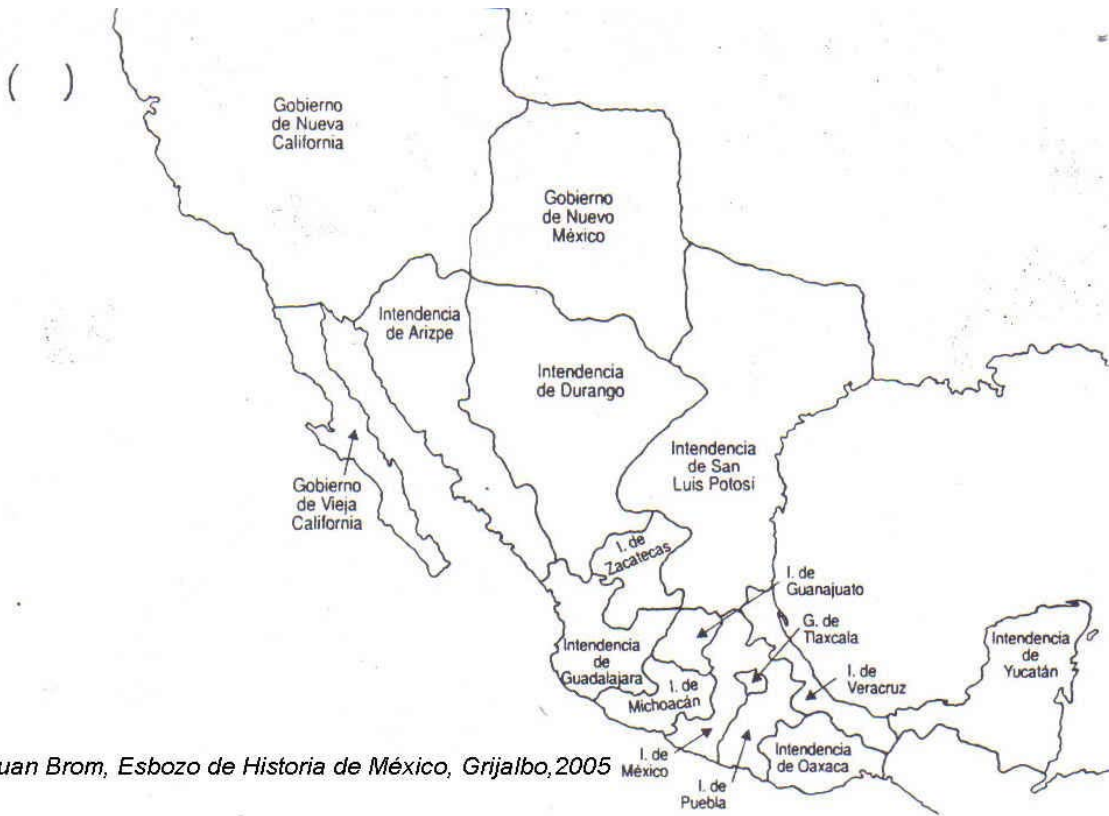 ( )
Gobierno
de Nueva
California
Gobierno
de Nuevo
México
Intendencia
de Arizpe
Intendencia
de Durango
Intendencia
de San
Luis Potosí
Gobierno
de Vieja
California
I. de
Zacatecas
I. de
Guanajuato
G. de
Tlaxcala
Intendencia
de
Guadalajara
Intendencia
de
Yucatán
I. de
Michoacán
I. de
Veracruz
Intendencia
de Oaxaca
I. de
México
I. de
Puebla
uan Brom, Esbozo de Historia de México, Grijalbo,2005